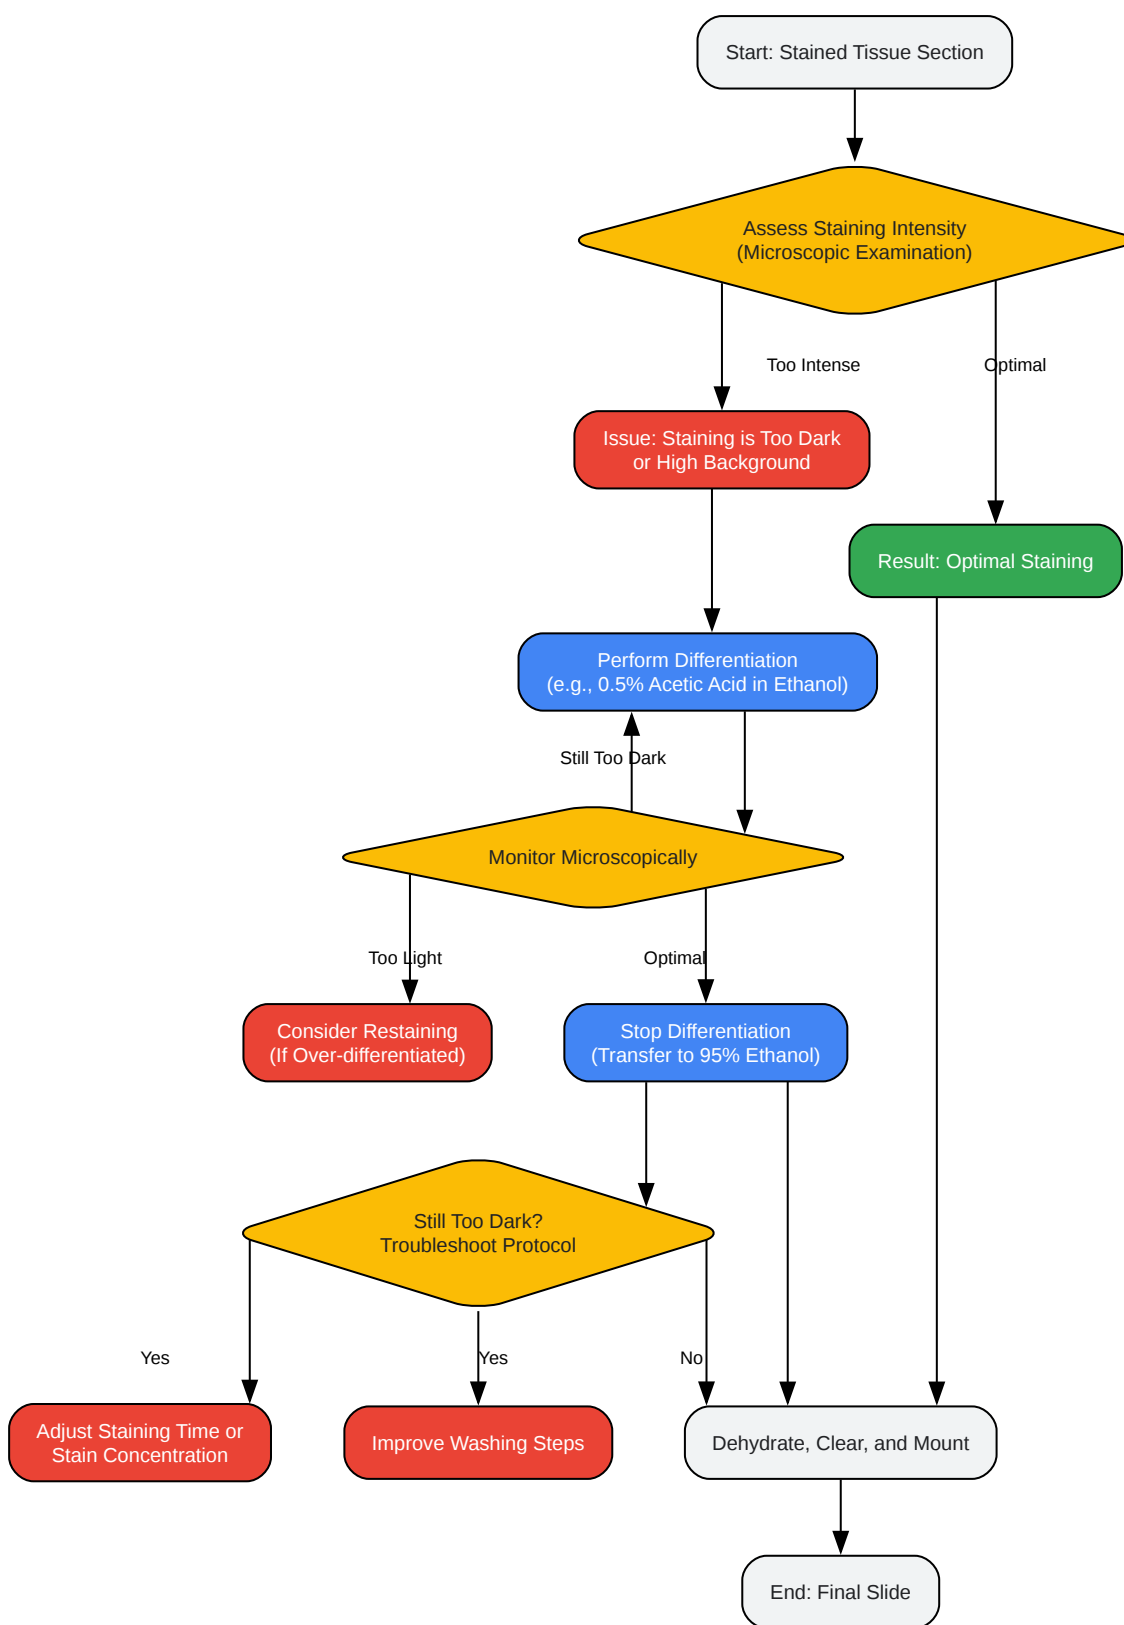 Start: Stained Tissue Section
Assess Staining Intensity
(Microscopic Examination)
Too Intense
Optimal
Issue: Staining is Too Dark
or High Background
Result: Optimal Staining
Perform Differentiation
(e.g., 0.5% Acetic Acid in Ethanol)
Still Too Dark
Monitor Microscopically
Too Light
Optimal
Consider Restaining
(If Over-differentiated)
Stop Differentiation
(Transfer to 95% Ethanol)
Still Too Dark?
Troubleshoot Protocol
Yes
Yes
No
Adjust Staining Time or
Stain Concentration
Improve Washing Steps
Dehydrate, Clear, and Mount
End: Final Slide